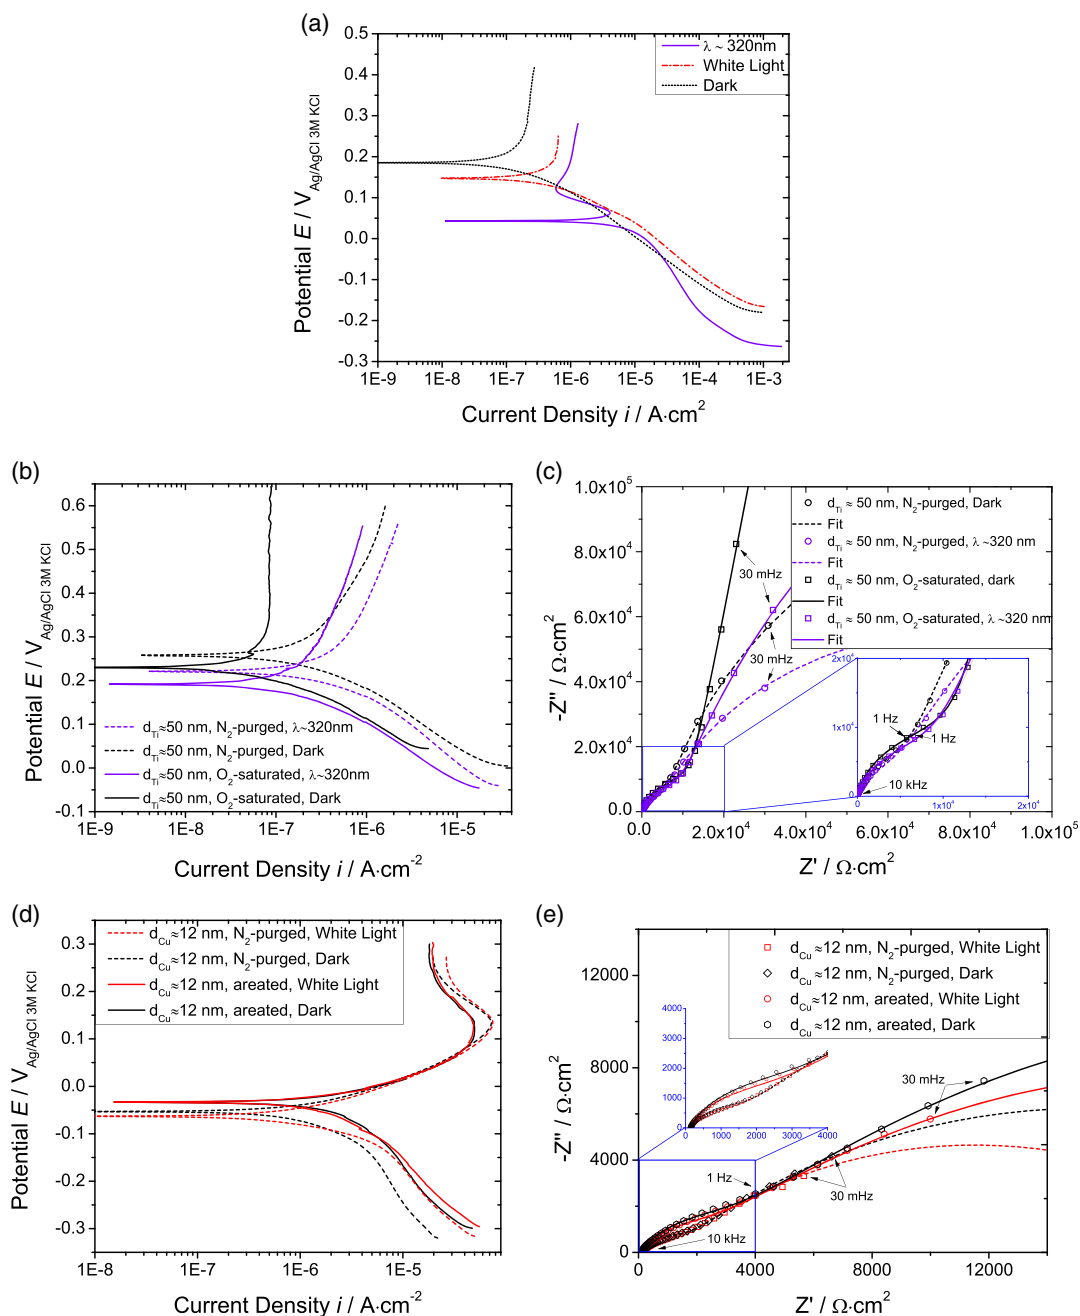 (a)
0.5
0.4
0.3
0.2
0.1
0.0
-0.1
-0.2
-0.3
Potential E / V Ag/AgCl 3M KCl
λ ~ 320nm
White Light
Dark
1E-9 1E-8 1E-7 1E-6 1E-5 1E-4 1E-3
Current Density i / A·cm²
(b)
0.6
0.5
0.4
0.3
0.2
0.1
0.0
-0.1
Potential E / V Ag/AgCl 3M KCl
d_Ti≈50 nm, N₂-purged, λ~320nm
d_Ti≈50 nm, N₂-purged, Dark
d_Ti≈50 nm, O₂-saturated, λ~320nm
d_Ti≈50 nm, O₂-saturated, Dark
1E-9 1E-8 1E-7 1E-6 1E-5
Current Density i / A·cm⁻²
(c)
1.0x10⁵
8.0x10⁴
6.0x10⁴
4.0x10⁴
2.0x10⁴
0.0
-Z'' / Ω·cm²
d_Ti ≈ 50 nm, N₂-purged, Dark
Fit
d_Ti ≈ 50 nm, N₂-purged, λ~320 nm
Fit
d_Ti ≈ 50 nm, O₂-saturated, dark
Fit
d_Ti ≈ 50 nm, O₂-saturated, λ~320 nm
Fit
30 mHz
30 mHz
2x10⁴
1x10⁴
0
1 Hz
1 Hz
10 kHz
0 1x10⁴ 2x10⁴
0.0 2.0x10⁴ 4.0x10⁴ 6.0x10⁴ 8.0x10⁴ 1.0x10⁵
Z' / Ω·cm²
(d)
0.3
0.2
0.1
0.0
-0.1
-0.2
-0.3
Potential E / V Ag/AgCl 3M KCl
d_Cu≈12 nm, N₂-purged, White Light
d_Cu≈12 nm, N₂-purged, Dark
d_Cu≈12 nm, areated, White Light
d_Cu≈12 nm, areated, Dark
1E-8 1E-7 1E-6 1E-5
Current Density i / A·cm⁻²
(e)
12000
8000
4000
0
-Z'' / Ω·cm²
d_Cu≈12 nm, N₂-purged, White Light
d_Cu≈12 nm, N₂-purged, Dark
d_Cu≈12 nm, areated, White Light
d_Cu≈12 nm, areated, Dark
4000
3000
2000
1000
0
0 1000 2000 3000 4000
30 mHz
1 Hz
30 mHz
10 kHz
0 4000 8000 12000
Z' / Ω·cm²